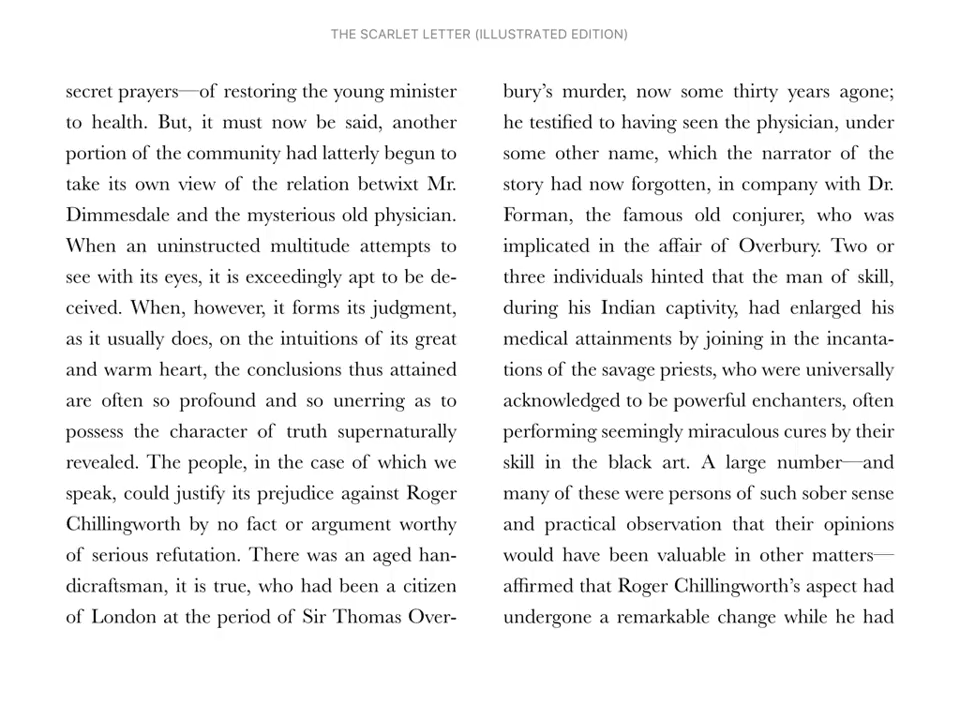 THE SCARLET LETTER (ILLUSTRATED EDITION)
secret prayers—of restoring the young minister
to health. But, it must now be said, another
portion of the community had latterly begun to
take its own view of the relation betwixt Mr.
Dimmesdale and the mysterious old physician.
When an uninstructed multitude attempts to
see with its eyes, it is exceedingly apt to be de-
ceived. When, however, it forms its judgment,
as it usually does, on the intuitions of its great
and warm heart, the conclusions thus attained
are often so profound and so unerring as to
possess the character of truth supernaturally
revealed. The people, in the case of which we
speak, could justify its prejudice against Roger
Chillingworth by no fact or argument worthy
of serious refutation. There was an aged han-
dicraftsman, it is true, who had been a citizen
of London at the period of Sir Thomas Over-
bury’s murder, now some thirty years agone;
he testified to having seen the physician, under
some other name, which the narrator of the
story had now forgotten, in company with Dr.
Forman, the famous old conjurer, who was
implicated in the affair of Overbury. Two or
three individuals hinted that the man of skill,
during his Indian captivity, had enlarged his
medical attainments by joining in the incanta-
tions of the savage priests, who were universally
acknowledged to be powerful enchanters, often
performing seemingly miraculous cures by their
skill in the black art. A large number—and
many of these were persons of such sober sense
and practical observation that their opinions
would have been valuable in other matters—
affirmed that Roger Chillingworth’s aspect had
undergone a remarkable change while he had